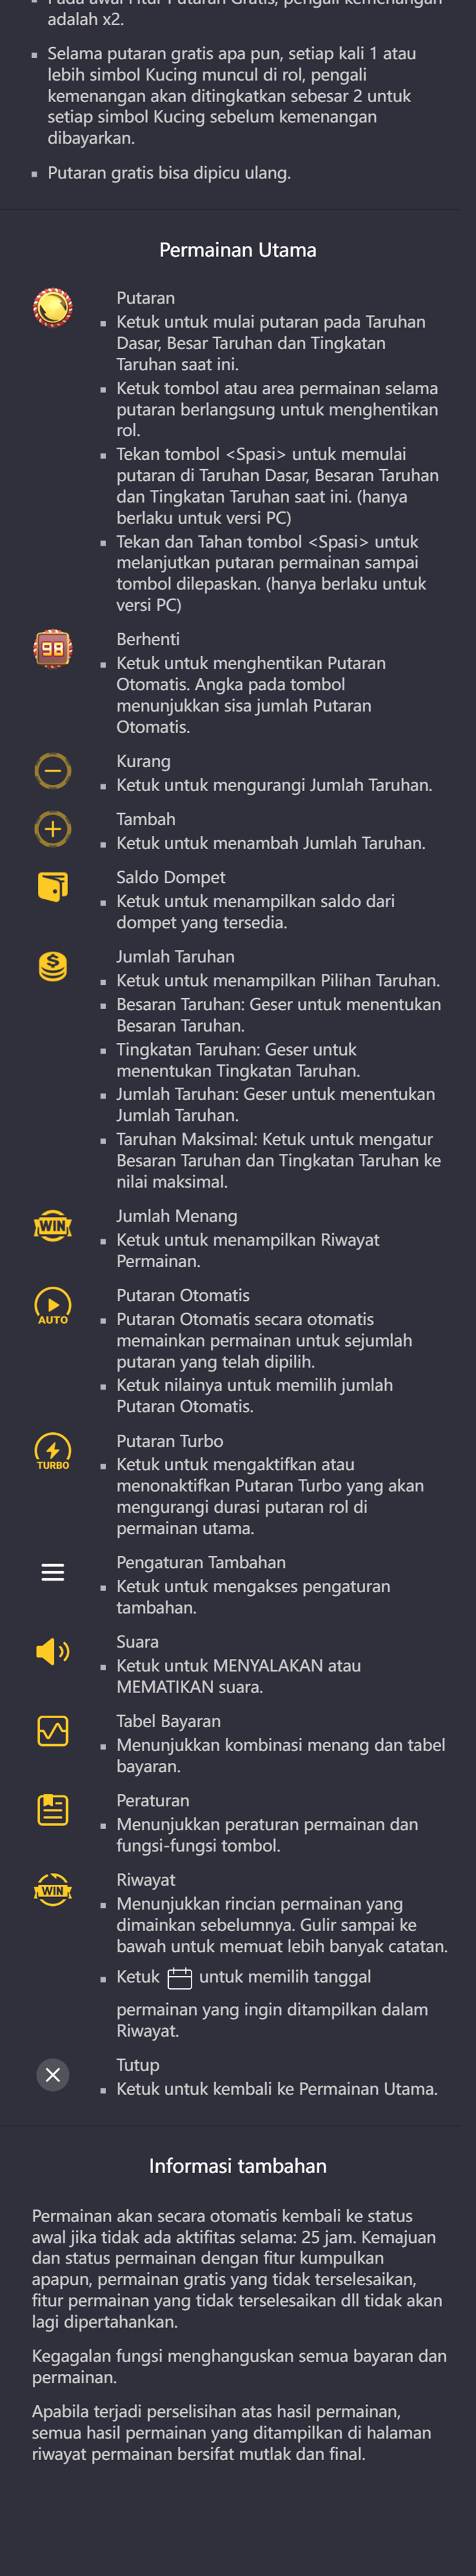 Pada awal Fitur Putaran Gratis, pengali kemenangan
adalah x2.
Selama putaran gratis apa pun, setiap kali 1 atau
lebih simbol Kucing muncul di rol, pengali
kemenangan akan ditingkatkan sebesar 2 untuk
setiap simbol Kucing sebelum kemenangan
dibayarkan.
Putaran gratis bisa dipicu ulang.
Permainan Utama
Putaran
Ketuk untuk mulai putaran pada Taruhan
Dasar, Besar Taruhan dan Tingkatan
Taruhan saat ini.
Ketuk tombol atau area permainan selama
putaran berlangsung untuk menghentikan
rol.
Tekan tombol <Spasi> untuk memulai
putaran di Taruhan Dasar, Besaran Taruhan
dan Tingkatan Taruhan saat ini. (hanya
berlaku untuk versi PC)
Tekan dan Tahan tombol <Spasi> untuk
melanjutkan putaran permainan sampai
tombol dilepaskan. (hanya berlaku untuk
versi PC)
98
Berhenti
Ketuk untuk menghentikan Putaran
Otomatis. Angka pada tombol
menunjukkan sisa jumlah Putaran
Otomatis.
Kurang
Ketuk untuk mengurangi Jumlah Taruhan.
Tambah
Ketuk untuk menambah Jumlah Taruhan.
Saldo Dompet
Ketuk untuk menampilkan saldo dari
dompet yang tersedia.
Jumlah Taruhan
Ketuk untuk menampilkan Pilihan Taruhan.
Besaran Taruhan: Geser untuk menentukan
Besaran Taruhan.
Tingkatan Taruhan: Geser untuk
menentukan Tingkatan Taruhan.
Jumlah Taruhan: Geser untuk menentukan
Jumlah Taruhan.
Taruhan Maksimal: Ketuk untuk mengatur
Besaran Taruhan dan Tingkatan Taruhan ke
nilai maksimal.
WIN
Jumlah Menang
Ketuk untuk menampilkan Riwayat
Permainan.
AUTO
Putaran Otomatis
Putaran Otomatis secara otomatis
memainkan permainan untuk sejumlah
putaran yang telah dipilih.
Ketuk nilainya untuk memilih jumlah
Putaran Otomatis.
TURBO
Putaran Turbo
Ketuk untuk mengaktifkan atau
menonaktifkan Putaran Turbo yang akan
mengurangi durasi putaran rol di
permainan utama.
Pengaturan Tambahan
Ketuk untuk mengakses pengaturan
tambahan.
Suara
Ketuk untuk MENYALAKAN atau
MEMATIKAN suara.
Tabel Bayaran
Menunjukkan kombinasi menang dan tabel
bayaran.
Peraturan
Menunjukkan peraturan permainan dan
fungsi-fungsi tombol.
WIN
Riwayat
Menunjukkan rincian permainan yang
dimainkan sebelumnya. Gulir sampai ke
bawah untuk memuat lebih banyak catatan.
Ketuk untuk memilih tanggal
permainan yang ingin ditampilkan dalam
Riwayat.
Tutup
Ketuk untuk kembali ke Permainan Utama.
Informasi tambahan
Permainan akan secara otomatis kembali ke status
awal jika tidak ada aktifitas selama: 25 jam. Kemajuan
dan status permainan dengan fitur kumpulkan
apapun, permainan gratis yang tidak terselesaikan,
fitur permainan yang tidak terselesaikan dll tidak akan
lagi dipertahankan.
Kegagalan fungsi menghanguskan semua bayaran dan
permainan.
Apabila terjadi perselisihan atas hasil permainan,
semua hasil permainan yang ditampilkan di halaman
riwayat permainan bersifat mutlak dan final.